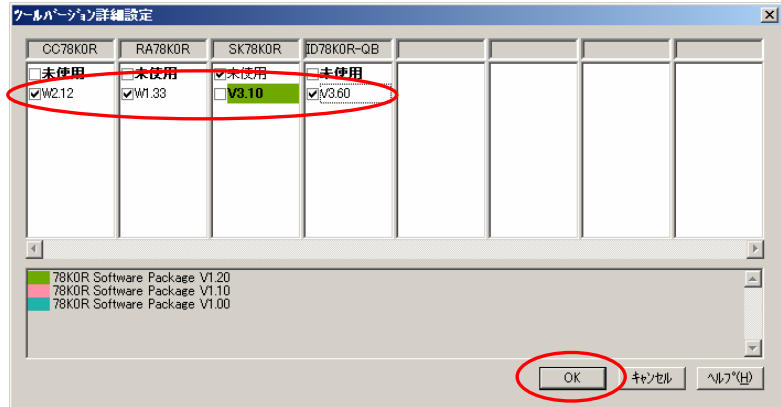 ツールバージョン詳細設定
CC78K0R RA78K0R SK78K0R ID78K0R-QB
未使用 未使用 未使用 未使用
W2.12 W1.33 V3.10 V3.60
78K0R Software Package V1.20
78K0R Software Package V1.10
78K0R Software Package V1.00
OK キャンセル ヘルプ(H)